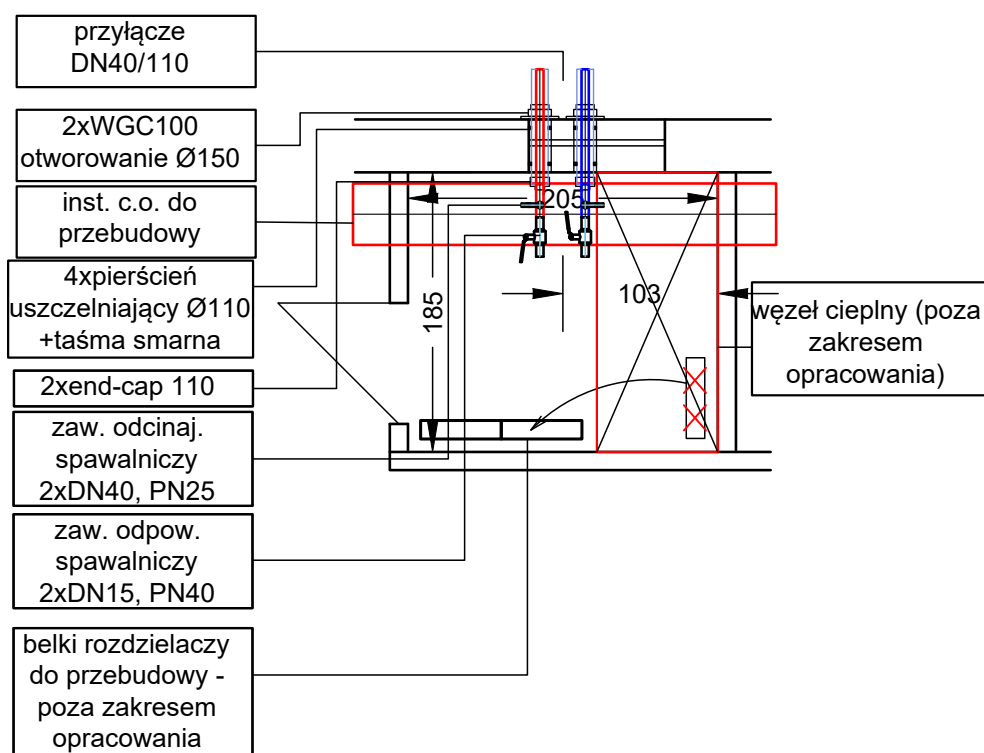 przyłącze
DN40/110
2xWGC100
otworowanie Ø150
inst. c.o. do
przebudowy
4xpierścień
uszczelniający Ø110
+taśma smarna
2xend-cap 110
zaw. odcinaj.
spawalniczy
2xDN40, PN25
zaw. odpow.
spawalniczy
2xDN15, PN40
belki rozdzielaczy
do przebudowy -
poza zakresem
opracowania
205
185
103
węzeł cieplny (poza
zakresem
opracowania)